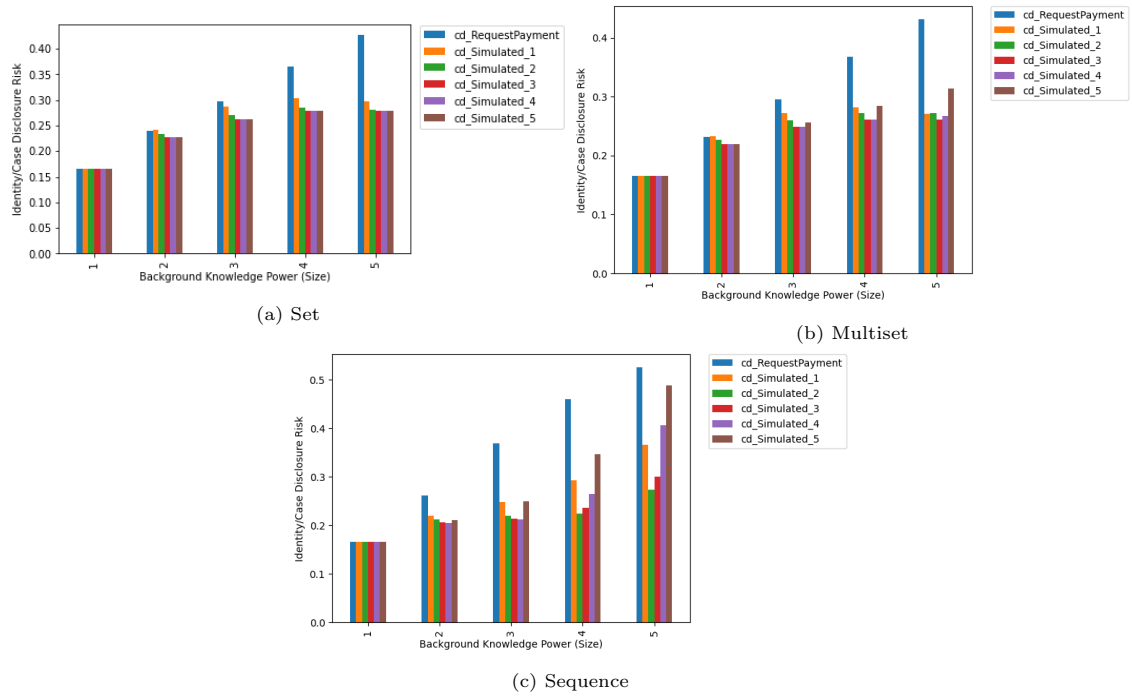 Identity/Case Disclosure Risk
0.40
0.35
0.30
0.25
0.20
0.15
0.10
0.05
0.00
1
2
3
4
5
Background Knowledge Power (Size)
cd_RequestPayment
cd_Simulated_1
cd_Simulated_2
cd_Simulated_3
cd_Simulated_4
cd_Simulated_5
(a) Set
Identity/Case Disclosure Risk
0.4
0.3
0.2
0.1
0.0
1
2
3
4
5
Background Knowledge Power (Size)
cd_RequestPayment
cd_Simulated_1
cd_Simulated_2
cd_Simulated_3
cd_Simulated_4
cd_Simulated_5
(b) Multiset
Identity/Case Disclosure Risk
0.5
0.4
0.3
0.2
0.1
0.0
1
2
3
4
5
Background Knowledge Power (Size)
cd_RequestPayment
cd_Simulated_1
cd_Simulated_2
cd_Simulated_3
cd_Simulated_4
cd_Simulated_5
(c) Sequence